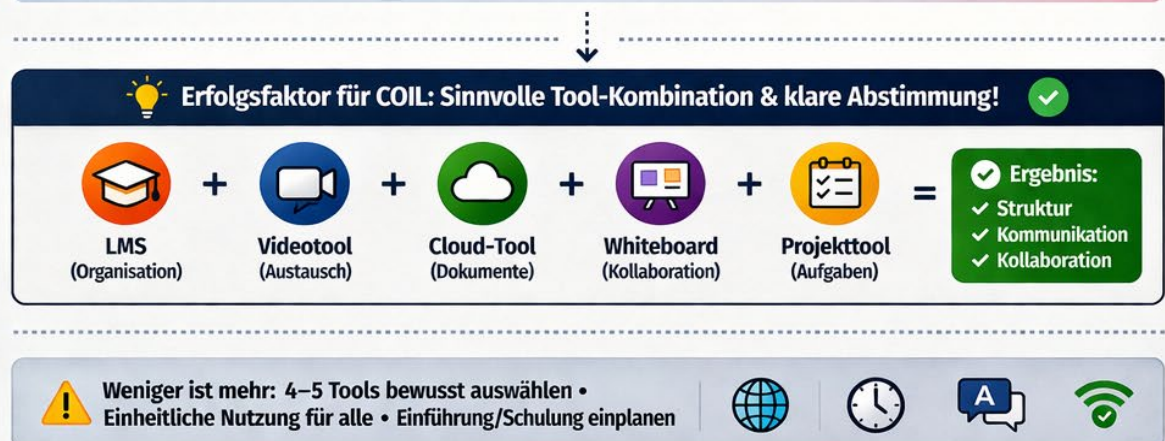 Erfolgsfaktor für COIL: Sinnvolle Tool-Kombination & klare Abstimmung!
LMS
(Organisation)
+
Videotool
(Austausch)
+
Cloud-Tool
(Dokumente)
+
Whiteboard
(Kollaboration)
+
Projekttool
(Aufgaben)
=
Ergebnis:
Struktur
Kommunikation
Kollaboration
Weniger ist mehr: 4–5 Tools bewusst auswählen •
Einheitliche Nutzung für alle • Einführung/Schulung einplanen
A